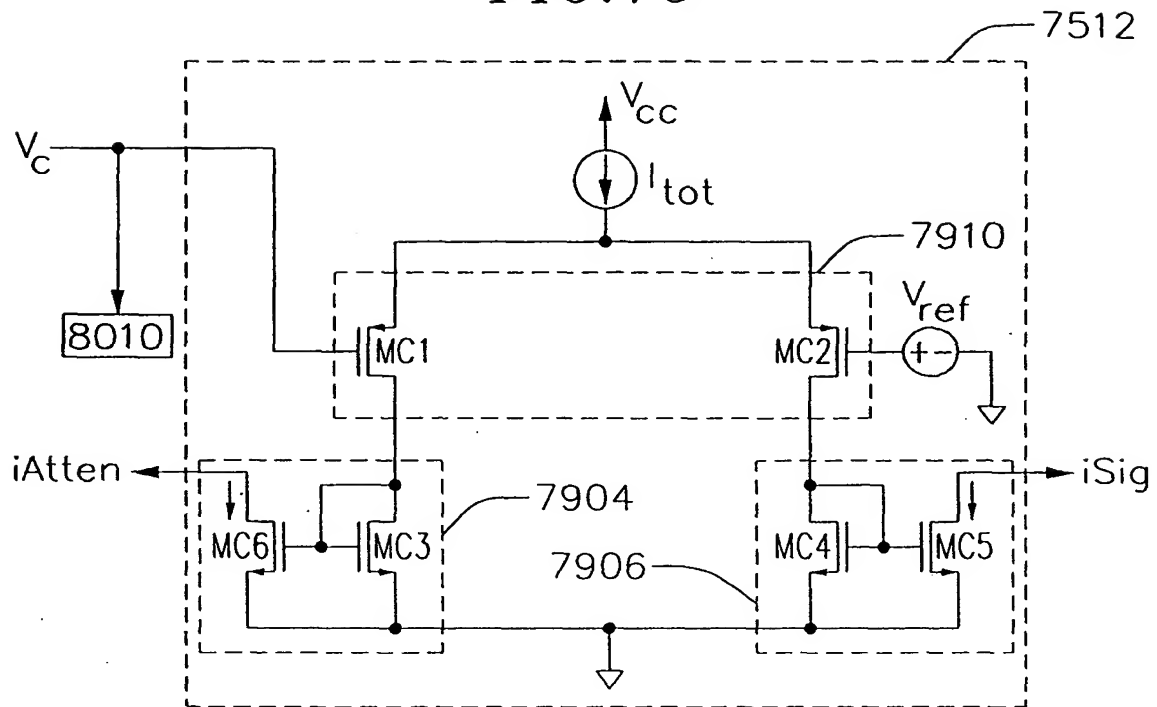 7512
Vcc
Vc
Itot
7910
Vref
8010
MC1
MC2
+ -
iAtten
7904
iSig
MC6
MC3
7906
MC4
MC5